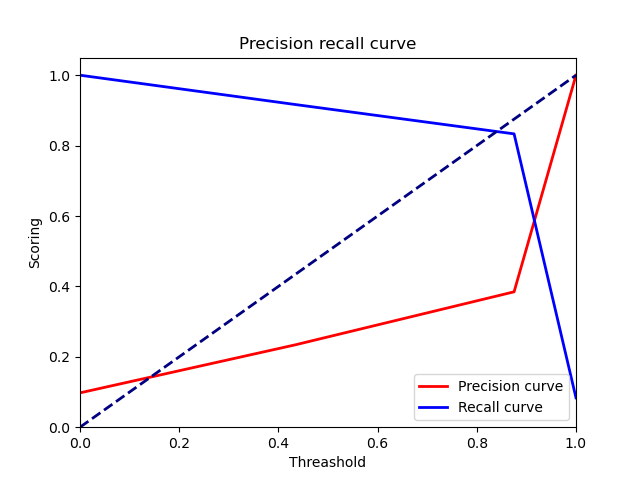 Precision recall curve
1.0
0.8
0.6
0.4
0.2
0.0
Scoring
Precision curve
Recall curve
0.0 0.2 0.4 0.6 0.8 1.0
Threashold